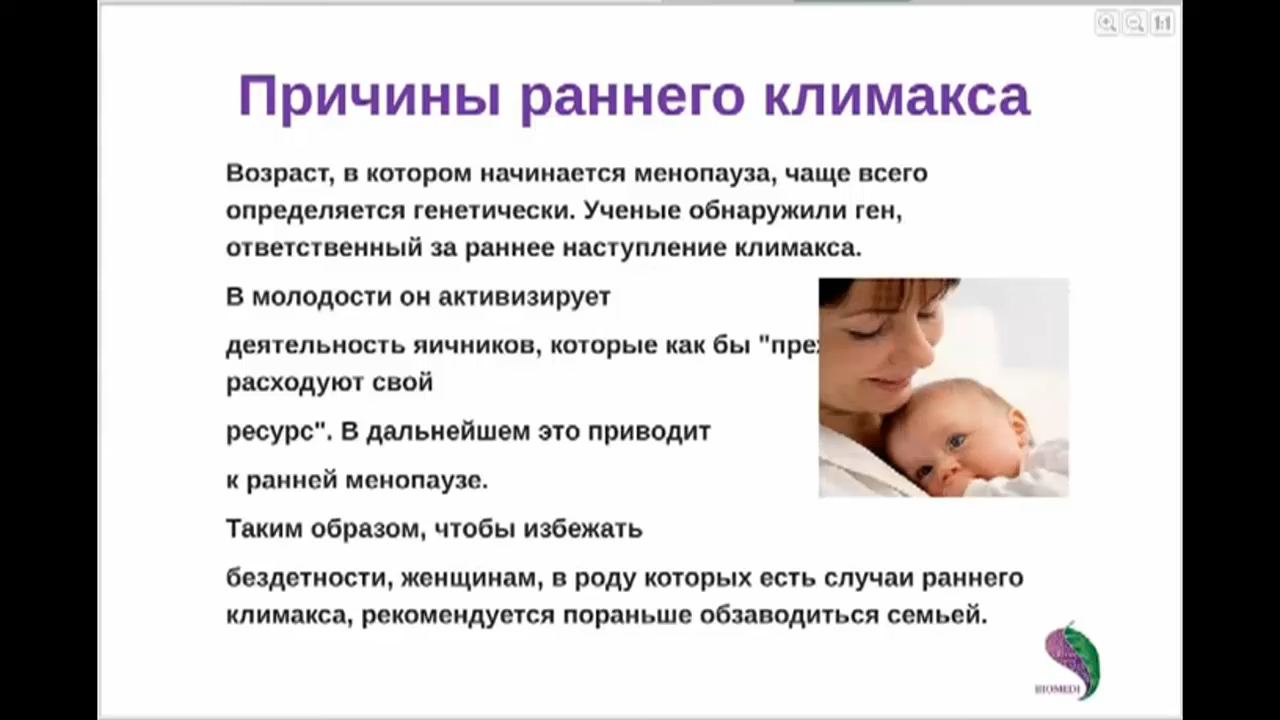 Причины раннего климакса
Возраст, в котором начинается менопауза, чаще всего
определяется генетически. Ученые обнаружили ген,
ответственный за раннее наступление климакса.
В молодости он активизирует
деятельность яичников, которые как бы
расходуют свой
ресурс". В дальнейшем это приводит
к ранней менопаузе.
Таким образом, чтобы избежать
бездетности, женщинам, в роду которых есть случаи раннего
климакса, рекомендуется пораньше обзаводиться семьей.
BIOMEDI